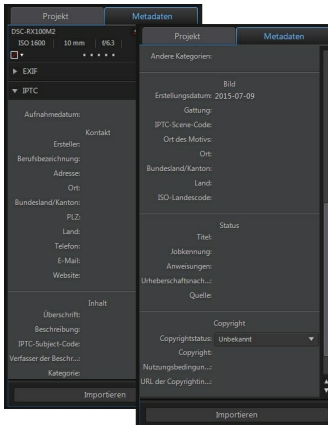 Projekt
Metadaten
DSC-RX100M2
ISO 1600
10 mm
f/6.3
EXIF
IPTC
Aufnahmedatum:
Kontakt
Ersteller:
Berufsbezeichnung:
Adresse:
Ort:
Bundesland/Kanton:
PLZ:
Land:
Telefon:
E-Mail:
Website:
Inhalt
Überschrift:
Beschreibung:
IPTC-Subject-Code:
Verfasser der Beschr...:
Kategorie:
Importieren
Projekt
Metadaten
Andere Kategorien:
Bild
Erstellungsdatum: 2015-07-09
Gattung:
IPTC-Scene-Code:
Ort des Motivs:
Ort:
Bundesland/Kanton:
Land:
ISO-Landescode:
Status
Titel:
Jobkennung:
Anweisungen:
Urheberschaftsnach...:
Quelle:
Copyright
Copyrightstatus: Unbekannt
Copyright:
Nutzungsbedingun...:
URL der Copyrightin...:
Importieren